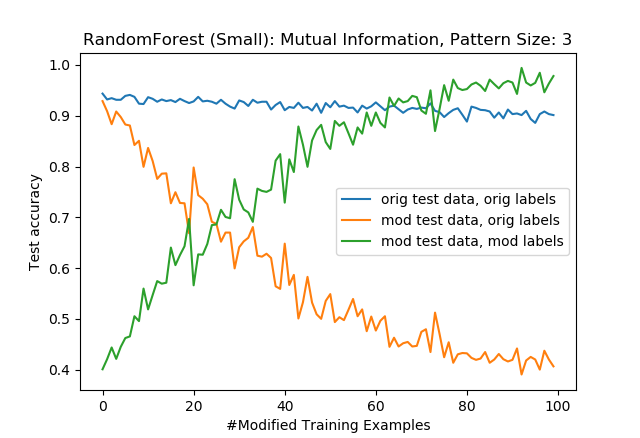 RandomForest (Small): Mutual Information, Pattern Size: 3
1.0
0.9
0.8
0.7
0.6
0.5
0.4
Test accuracy
orig test data, orig labels
mod test data, orig labels
mod test data, mod labels
0
20
40
60
80
100
#Modified Training Examples